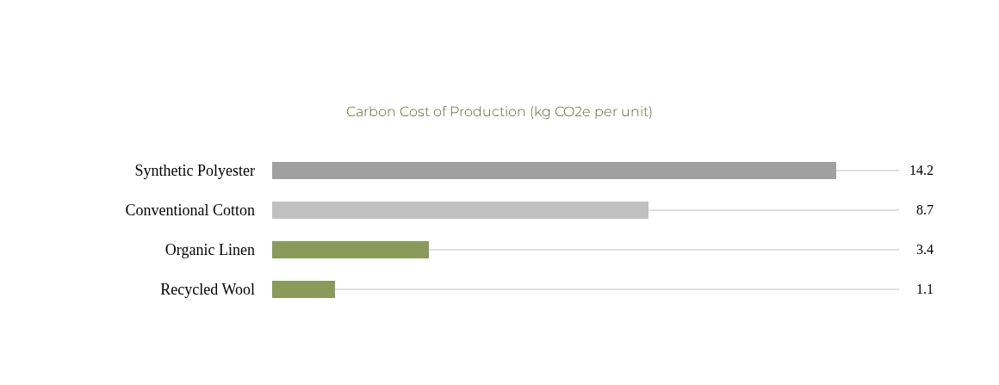 Carbon Cost of Production (kg CO2e per unit)
Synthetic Polyester 14.2
Conventional Cotton 8.7
Organic Linen 3.4
Recycled Wool 1.1